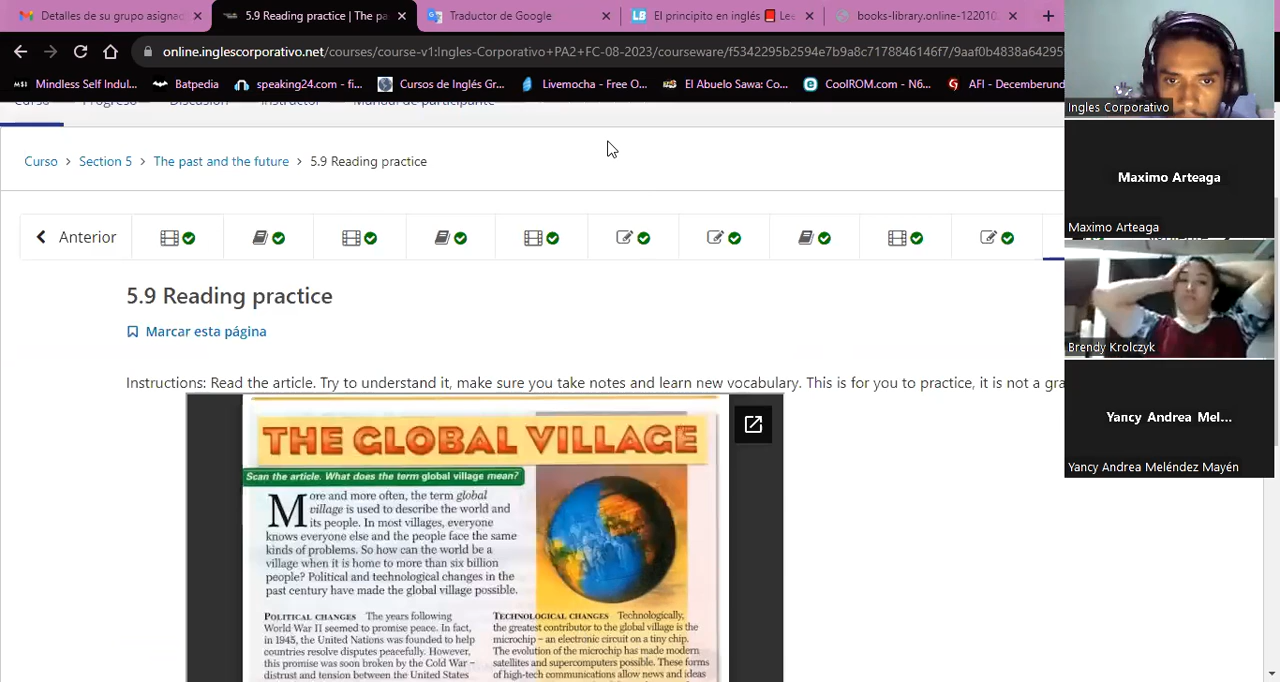 Detalles de su grupo asignad
5.9 Reading practice | The pa
Traductor de Google
El principito en inglés
Le
books-library.online-122010
online.inglescorporativo.net/courses/course-v1:Ingles-Corporativo+PA2+FC-08-2023/courseware/f5342295b2594e7b9a8c7178846146f7/9aaf0b4838a64295
Mindless Self Indul...
Batpedia
speaking24.com - fi...
Cursos de Inglés Gr...
Livemocha - Free O...
El Abuelo Sawa: Co...
CoolROM.com - N6...
AFI - Decemberund
Curso
Progreso
Discusión
Instructor
Manual de participante
Curso > Section 5 > The past and the future > 5.9 Reading practice
Anterior
5.9 Reading practice
Marcar esta página
Instructions: Read the article. Try to understand it, make sure you take notes and learn new vocabulary. This is for you to practice, it is not a gra
THE GLOBAL VILLAGE
Scan the article. What does the term global village mean?
More and more often, the term global
village is used to describe the world and
its people. In most villages, everyone
knows everyone else and the people face the same
kinds of problems. So how can the world be a
village when it is home to more than six billion
people? Political and technological changes in the
past century have made the global village possible.
POLITICAL CHANGES The years following
World War II seemed to promise peace. In fact,
in 1945, the United Nations was founded to help
countries resolve disputes peacefully. However,
this promise was soon broken by the Cold War –
distrust and tension between the United States
TECHNOLOGICAL CHANGES Technologically,
the greatest contributor to the global village is the
microchip – an electronic circuit on a tiny chip.
The evolution of the microchip has made modern
satellites and supercomputers possible. These forms
of high-tech communications allow news and ideas
Ingles Corporativo
Maximo Arteaga
Maximo Arteaga
Brendy Krolczyk
Yancy Andrea Mel...
Yancy Andrea Meléndez Mayén